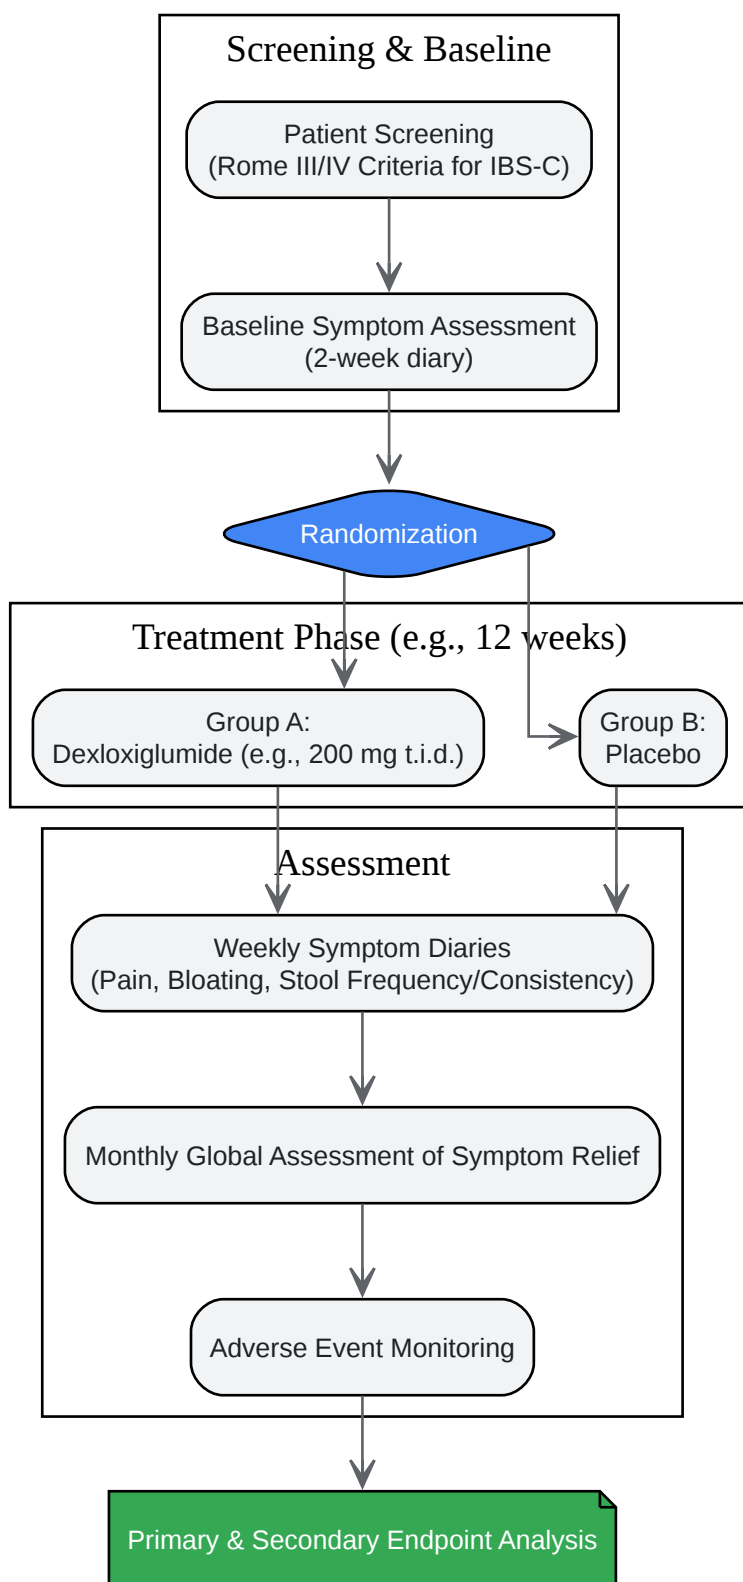 Screening & Baseline
Patient Screening
(Rome III/IV Criteria for IBS-C)
Baseline Symptom Assessment
(2-week diary)
Randomization
Treatment Phase (e.g., 12 weeks)
Group A:
Dexloxiglumide (e.g., 200 mg t.i.d.)
Group B:
Placebo
Assessment
Weekly Symptom Diaries
(Pain, Bloating, Stool Frequency/Consistency)
Monthly Global Assessment of Symptom Relief
Adverse Event Monitoring
Primary & Secondary Endpoint Analysis